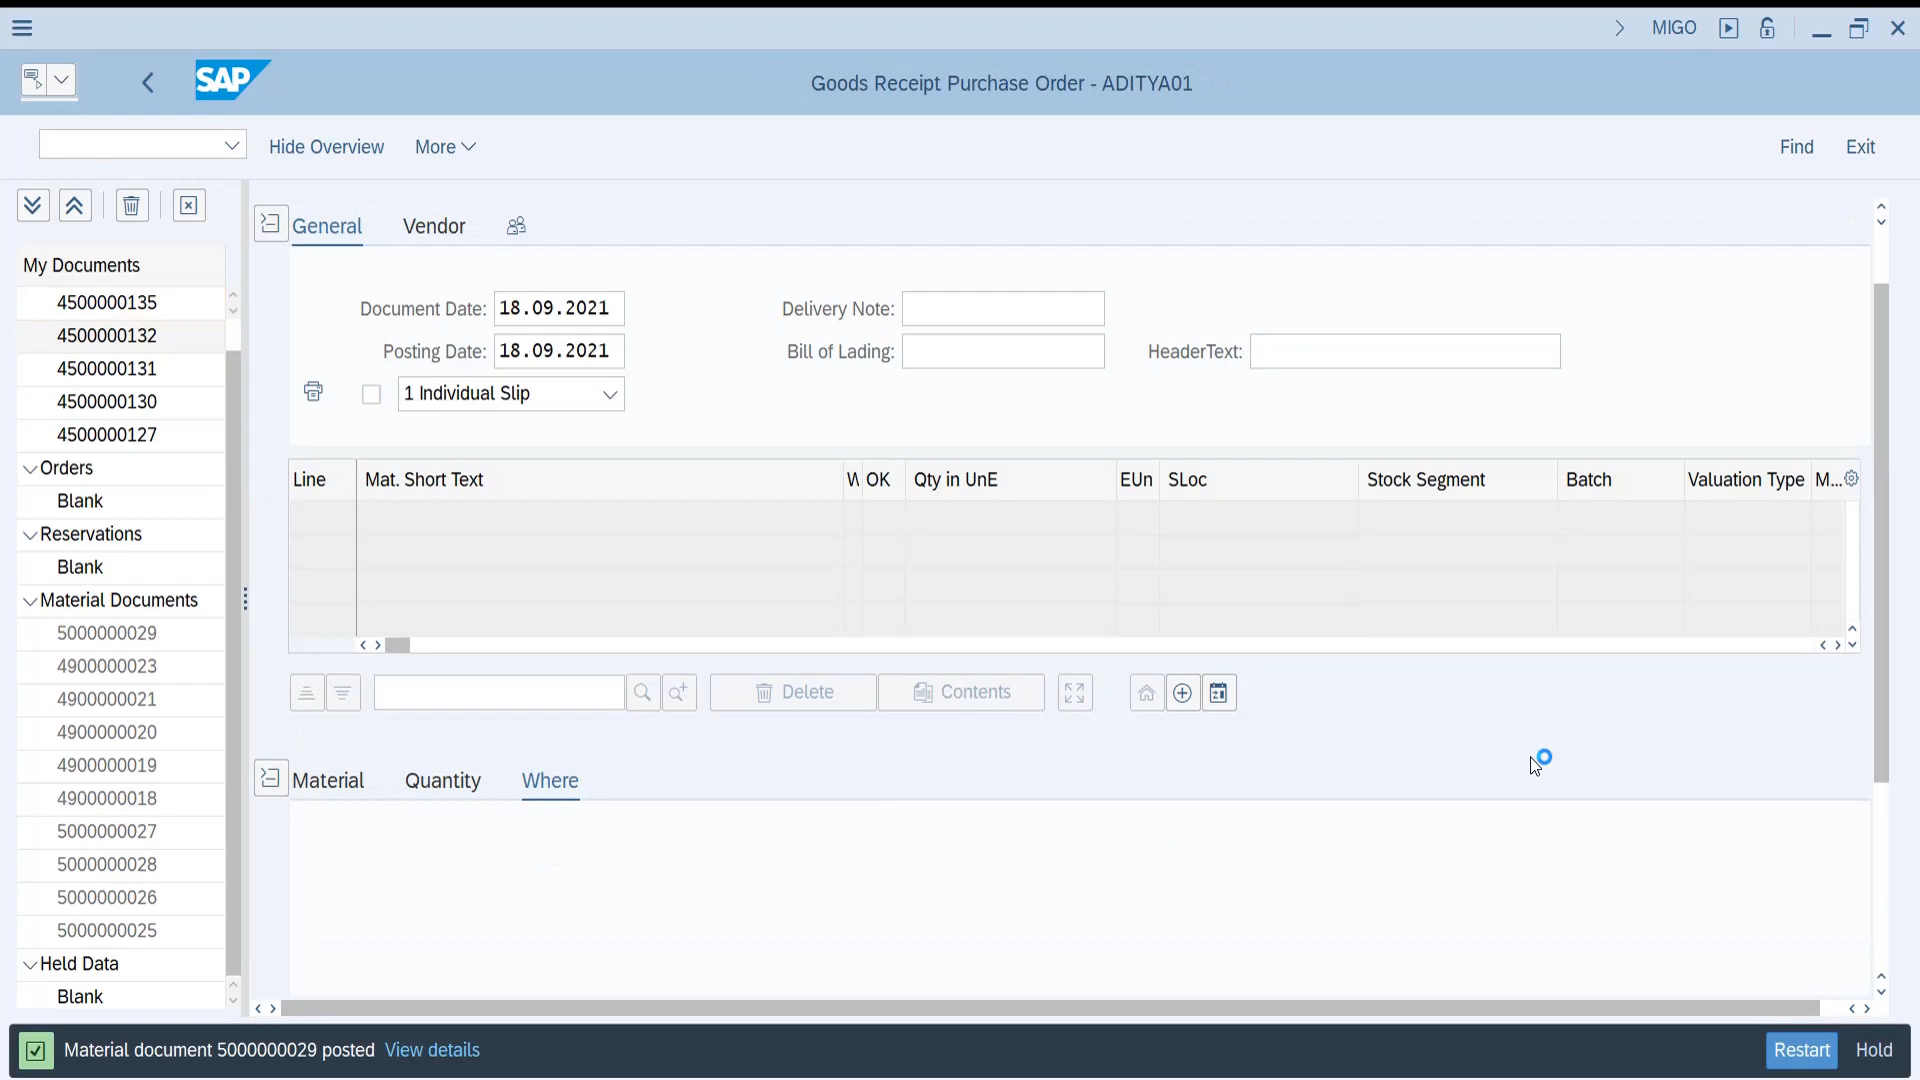 MIGO
SAP
Goods Receipt Purchase Order - ADITYA01
Hide Overview
More
Find
Exit
General
Vendor
My Documents
4500000135
4500000132
4500000131
4500000130
4500000127
Orders
Blank
Reservations
Blank
Material Documents
5000000029
4900000023
4900000021
4900000020
4900000019
4900000018
5000000027
5000000028
5000000026
5000000025
Held Data
Blank
Document Date: 18.09.2021
Delivery Note:
Posting Date: 18.09.2021
Bill of Lading:
HeaderText:
1 Individual Slip
Line Mat. Short Text W OK Qty in UnE EUn SLoc Stock Segment Batch Valuation Type M...
Delete
Contents
Material
Quantity
Where
Material document 5000000029 posted View details
Restart
Hold